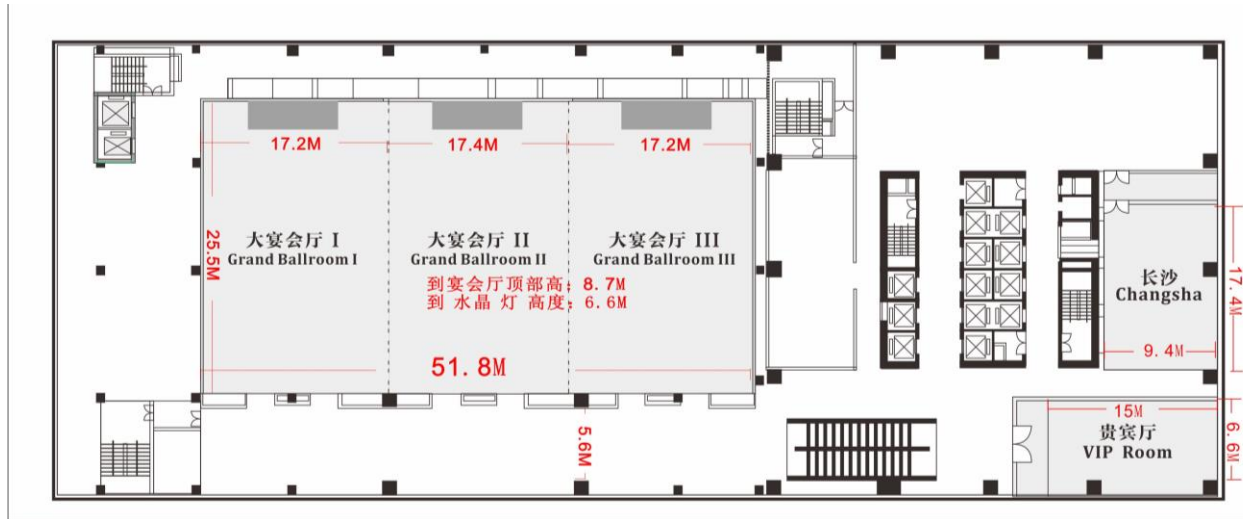 17.2M
17.4M
17.2M
25.5M
大宴会厅 I
Grand Ballroom I
大宴会厅 II
Grand Ballroom II
大宴会厅 III
Grand Ballroom III
到宴会厅顶部高：8.7M
到 水晶 灯 高度：6.6M
51.8M
5.6M
长沙
Changsha
17.4M
9.4M
15M
贵宾厅
VIP Room
6.6M